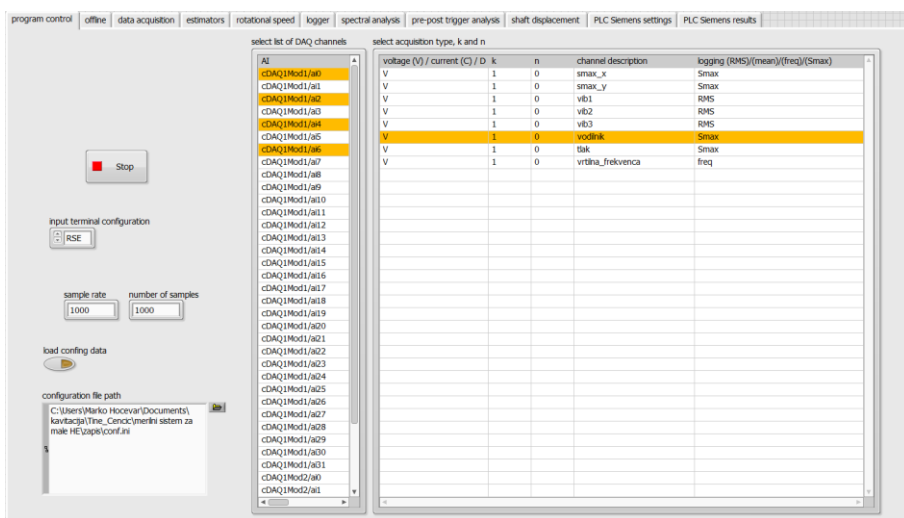 program control offline data acquisition estimators rotational speed logger spectral analysis pre-post trigger analysis shaft displacement PLC Siemens settings PLC Siemens results
select list of DAQ channels select acquisition type, k and n
AI voltage (V) / current (C) / D k n channel description logging (RMS)/(mean)/(freq)/(Smax)
cDAQ1Mod1/ai0 V 1 0 smax_x Smax
cDAQ1Mod1/ai1 V 1 0 smax_y Smax
cDAQ1Mod1/ai2 V 1 0 vib1 RMS
cDAQ1Mod1/ai3 V 1 0 vib2 RMS
cDAQ1Mod1/ai4 V 1 0 vib3 RMS
cDAQ1Mod1/ai5 V 1 0 vodilnik Smax
cDAQ1Mod1/ai6 V 1 0 tlak Smax
cDAQ1Mod1/ai7 V 1 0 vrtilna_frekvenca freq
cDAQ1Mod1/ai8
cDAQ1Mod1/ai9
cDAQ1Mod1/ai10
cDAQ1Mod1/ai11
cDAQ1Mod1/ai12
cDAQ1Mod1/ai13
cDAQ1Mod1/ai14
cDAQ1Mod1/ai15
cDAQ1Mod1/ai16
cDAQ1Mod1/ai17
cDAQ1Mod1/ai18
cDAQ1Mod1/ai19
cDAQ1Mod1/ai20
cDAQ1Mod1/ai21
cDAQ1Mod1/ai22
cDAQ1Mod1/ai23
cDAQ1Mod1/ai24
cDAQ1Mod1/ai25
cDAQ1Mod1/ai26
cDAQ1Mod1/ai27
cDAQ1Mod1/ai28
cDAQ1Mod1/ai29
cDAQ1Mod1/ai30
cDAQ1Mod1/ai31
cDAQ1Mod2/ai0
cDAQ1Mod2/ai1
Stop
input terminal configuration
RSE
sample rate number of samples
1000 1000
load confing data
configuration file path
C:\Users\Marko Hocevar\Documents\
kavitacija\Tine_Cencic\merilni sistem za
male HE\zapis\conf.ini